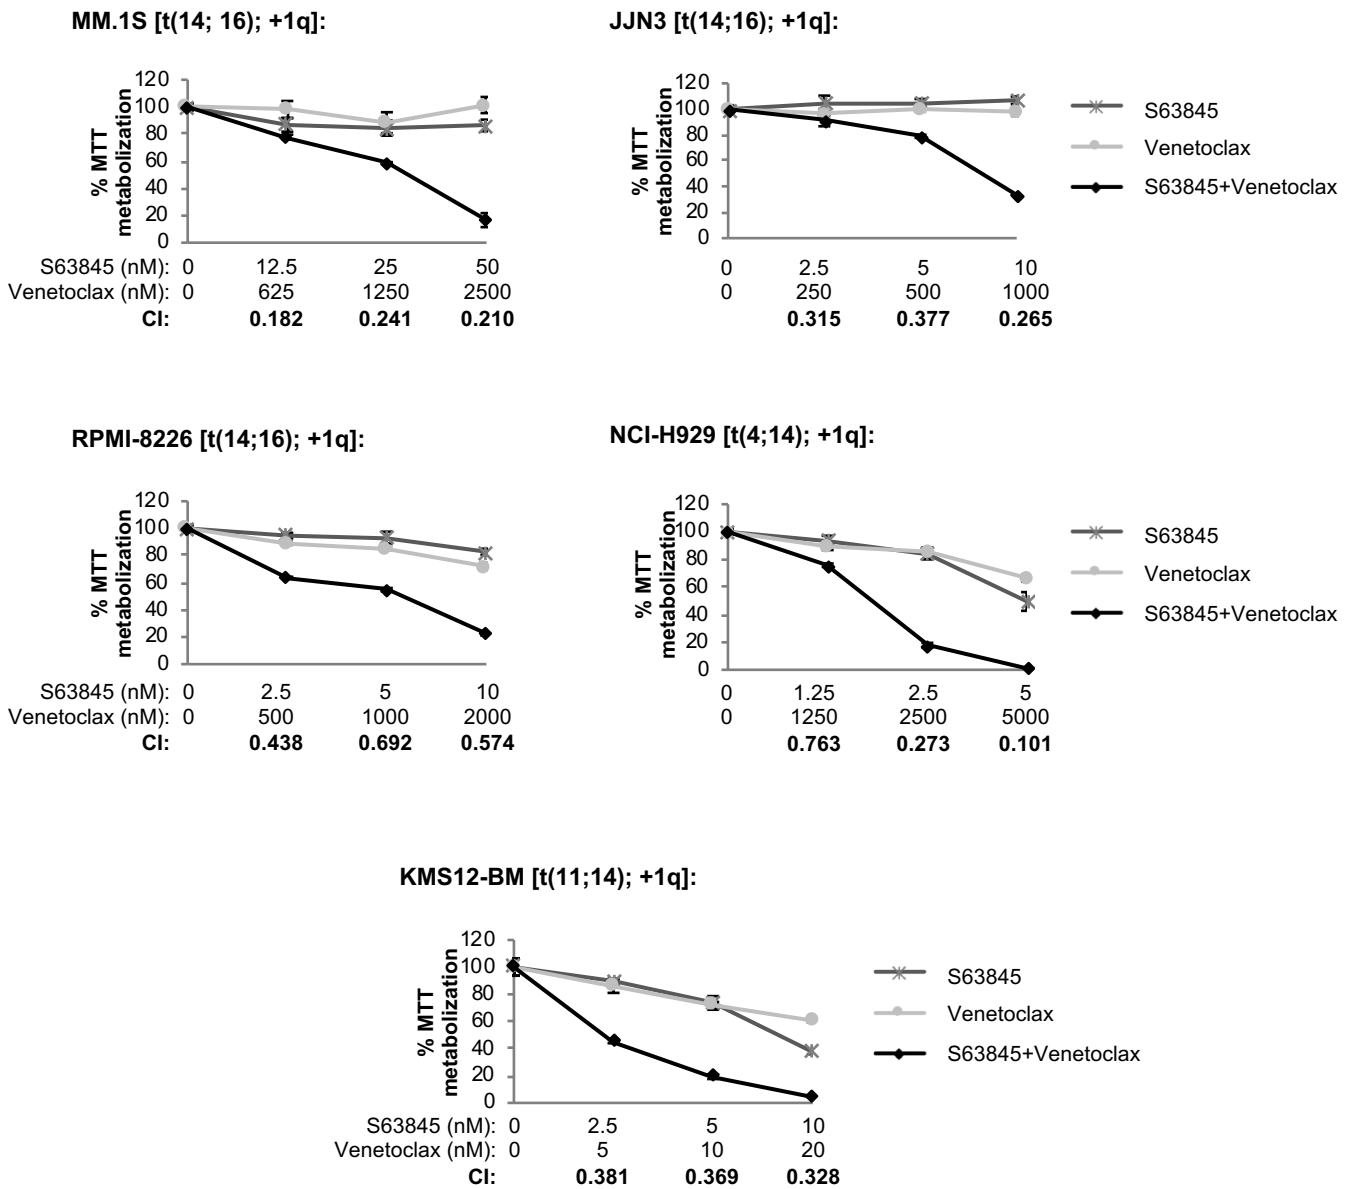 MM.1S [t(14; 16); +1q]:
% MTT
metabolization
120
100
80
60
40
20
0
S63845 (nM): 0 12.5 25 50
Venetoclax (nM): 0 625 1250 2500
CI: 0.182 0.241 0.210
JJN3 [t(14;16); +1q]:
% MTT
metabolization
120
100
80
60
40
20
0
0 2.5 5 10
0 250 500 1000
0.315 0.377 0.265
S63845
Venetoclax
S63845+Venetoclax
RPMI-8226 [t(14;16); +1q]:
% MTT
metabolization
120
100
80
60
40
20
0
S63845 (nM): 0 2.5 5 10
Venetoclax (nM): 0 500 1000 2000
CI: 0.438 0.692 0.574
NCI-H929 [t(4;14); +1q]:
% MTT
metabolization
120
100
80
60
40
20
0
0 1.25 2.5 5
0 1250 2500 5000
0.763 0.273 0.101
S63845
Venetoclax
S63845+Venetoclax
KMS12-BM [t(11;14); +1q]:
% MTT
metabolization
120
100
80
60
40
20
0
S63845 (nM): 0 2.5 5 10
Venetoclax (nM): 0 5 10 20
CI: 0.381 0.369 0.328
S63845
Venetoclax
S63845+Venetoclax